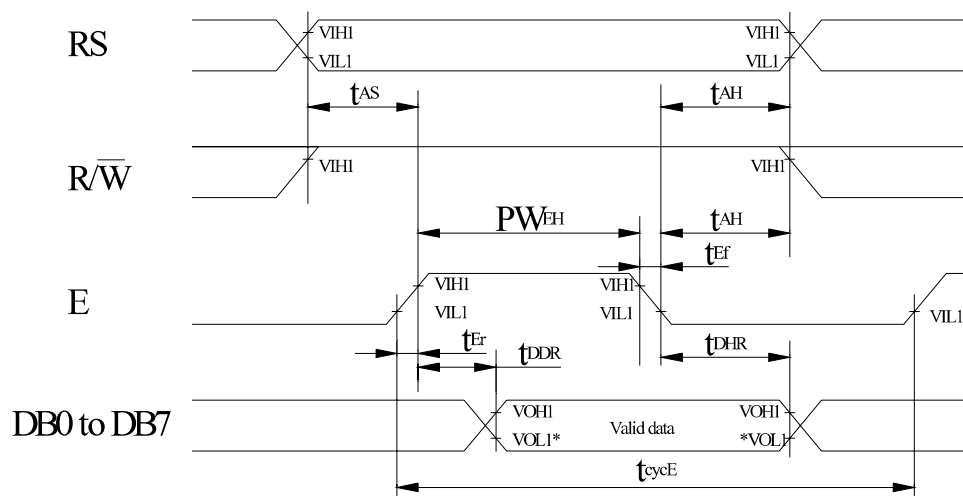 RS
VIH1 VIH1
VIL1 VIL1
tAS tAH
R/W̅
VIH1 VIH1
PWEH tAH
tEf
E
VIH1 VIH1
VIL1 VIL1 VIL1
tEr tDDR tDHR
DB0 to DB7
VOH1 VOH1
VOL1* Valid data *VOL1
tcycE